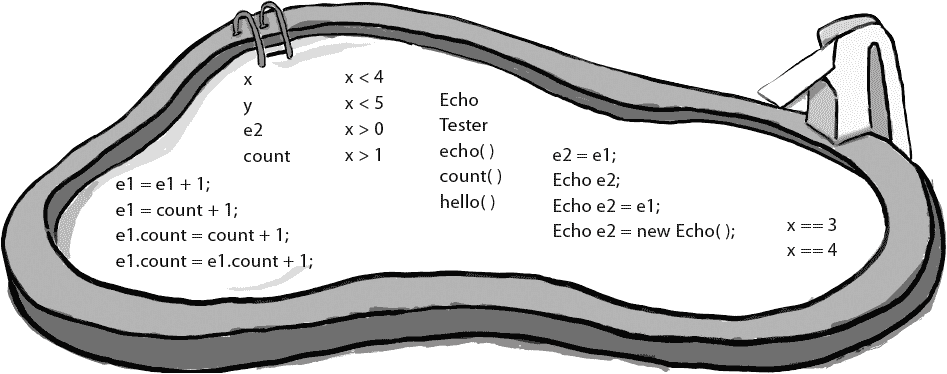 x
y
e2
count
x < 4
x < 5
x > 0
x > 1
Echo
Tester
echo( )
count( )
hello( )
e1 = e1 + 1;
e1 = count + 1;
e1.count = count + 1;
e1.count = e1.count + 1;
e2 = e1;
Echo e2;
Echo e2 = e1;
Echo e2 = new Echo( );
x == 3
x == 4